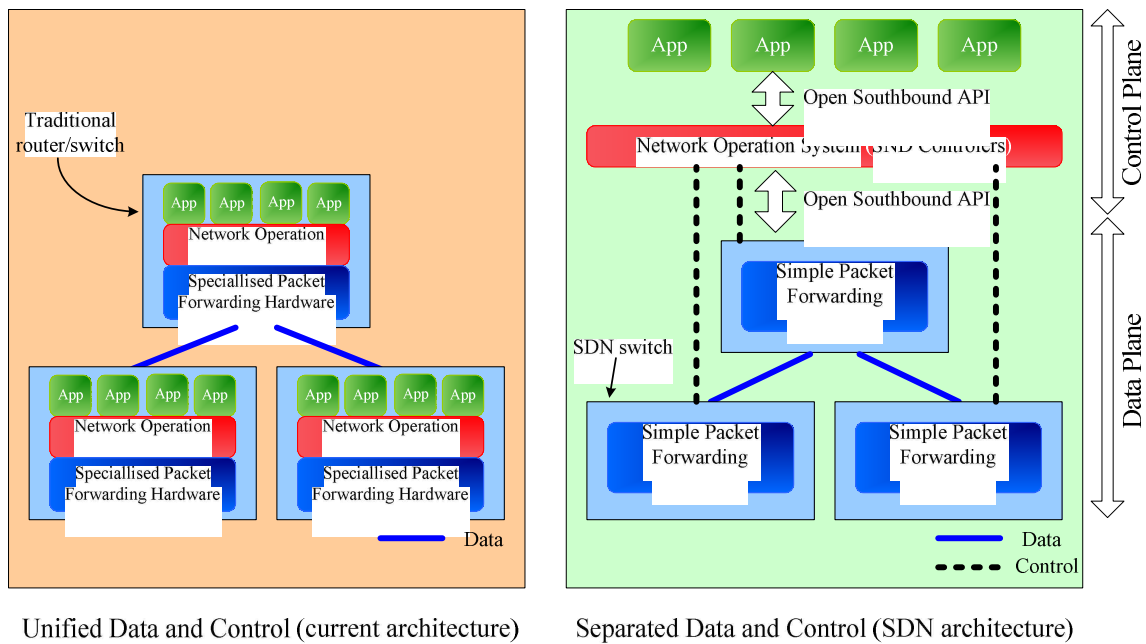 Traditional
router/switch
App App App App
Network Operation
Speciallised Packet
Forwarding Hardware
App App App App
Network Operation
Speciallised Packet
Forwarding Hardware
App App App App
Network Operation
Speciallised Packet
Forwarding Hardware
Data
Unified Data and Control (current architecture)
App App App App
Open Southbound API
Network Operation System (SND Controlers)
Open Southbound API
Simple Packet
Forwarding
SDN switch
Simple Packet
Forwarding
Simple Packet
Forwarding
Data
Control
Control Plane
Data Plane
Separated Data and Control (SDN architecture)